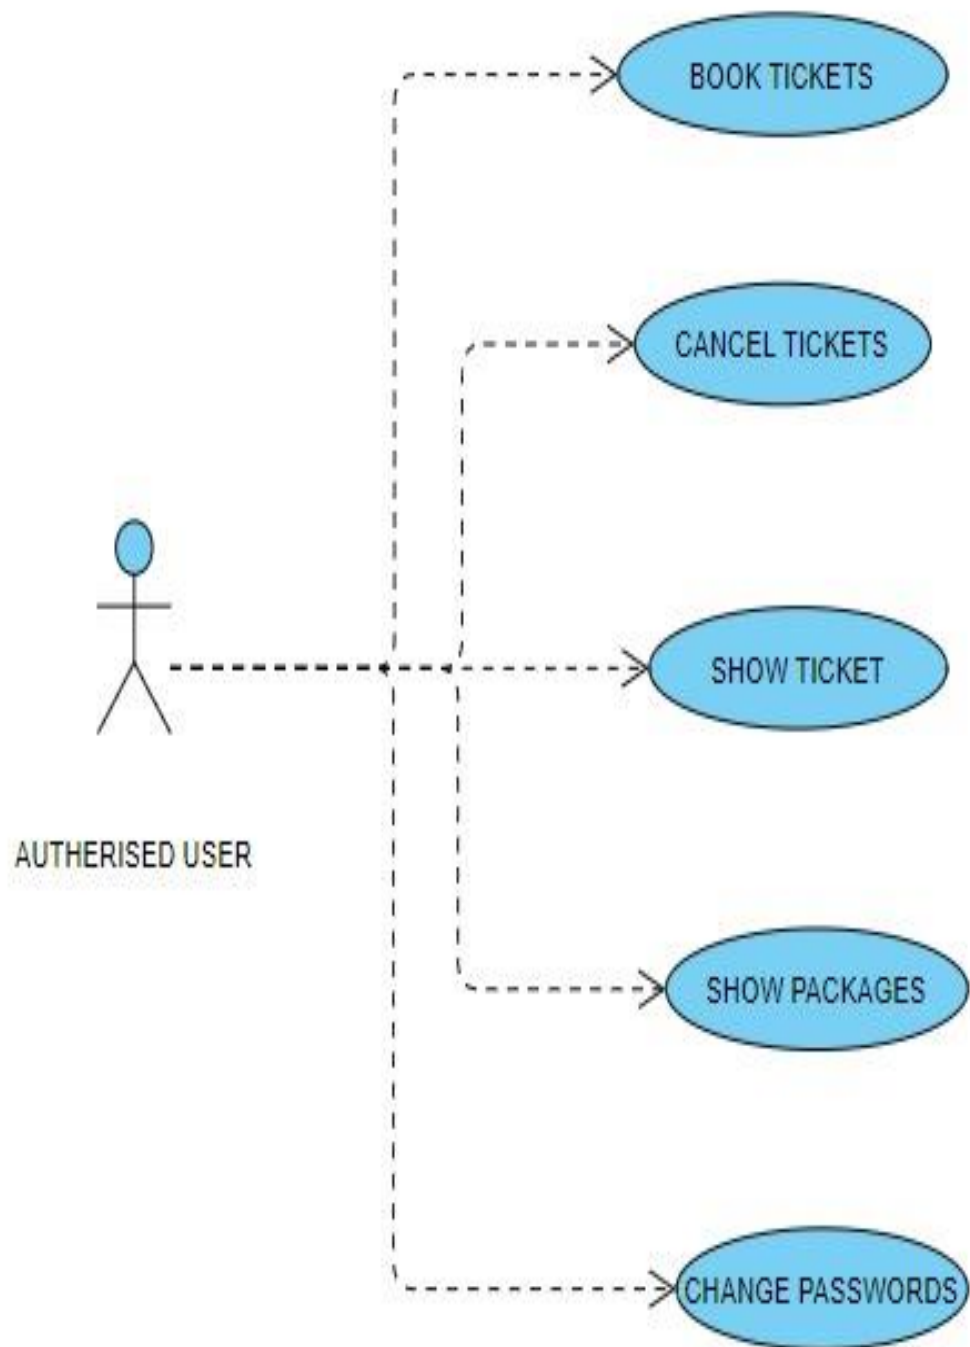 BOOK TICKETS
CANCEL TICKETS
SHOW TICKET
AUTHERISED USER
SHOW PACKAGES
CHANGE PASSWORDS